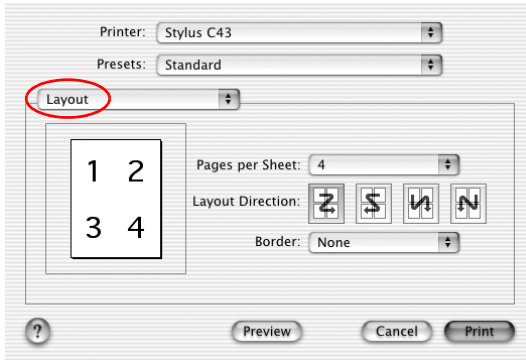 Printer: Stylus C43
Presets: Standard
Layout
1 2
3 4
Pages per Sheet: 4
Layout Direction:
Border: None
? Preview Cancel Print